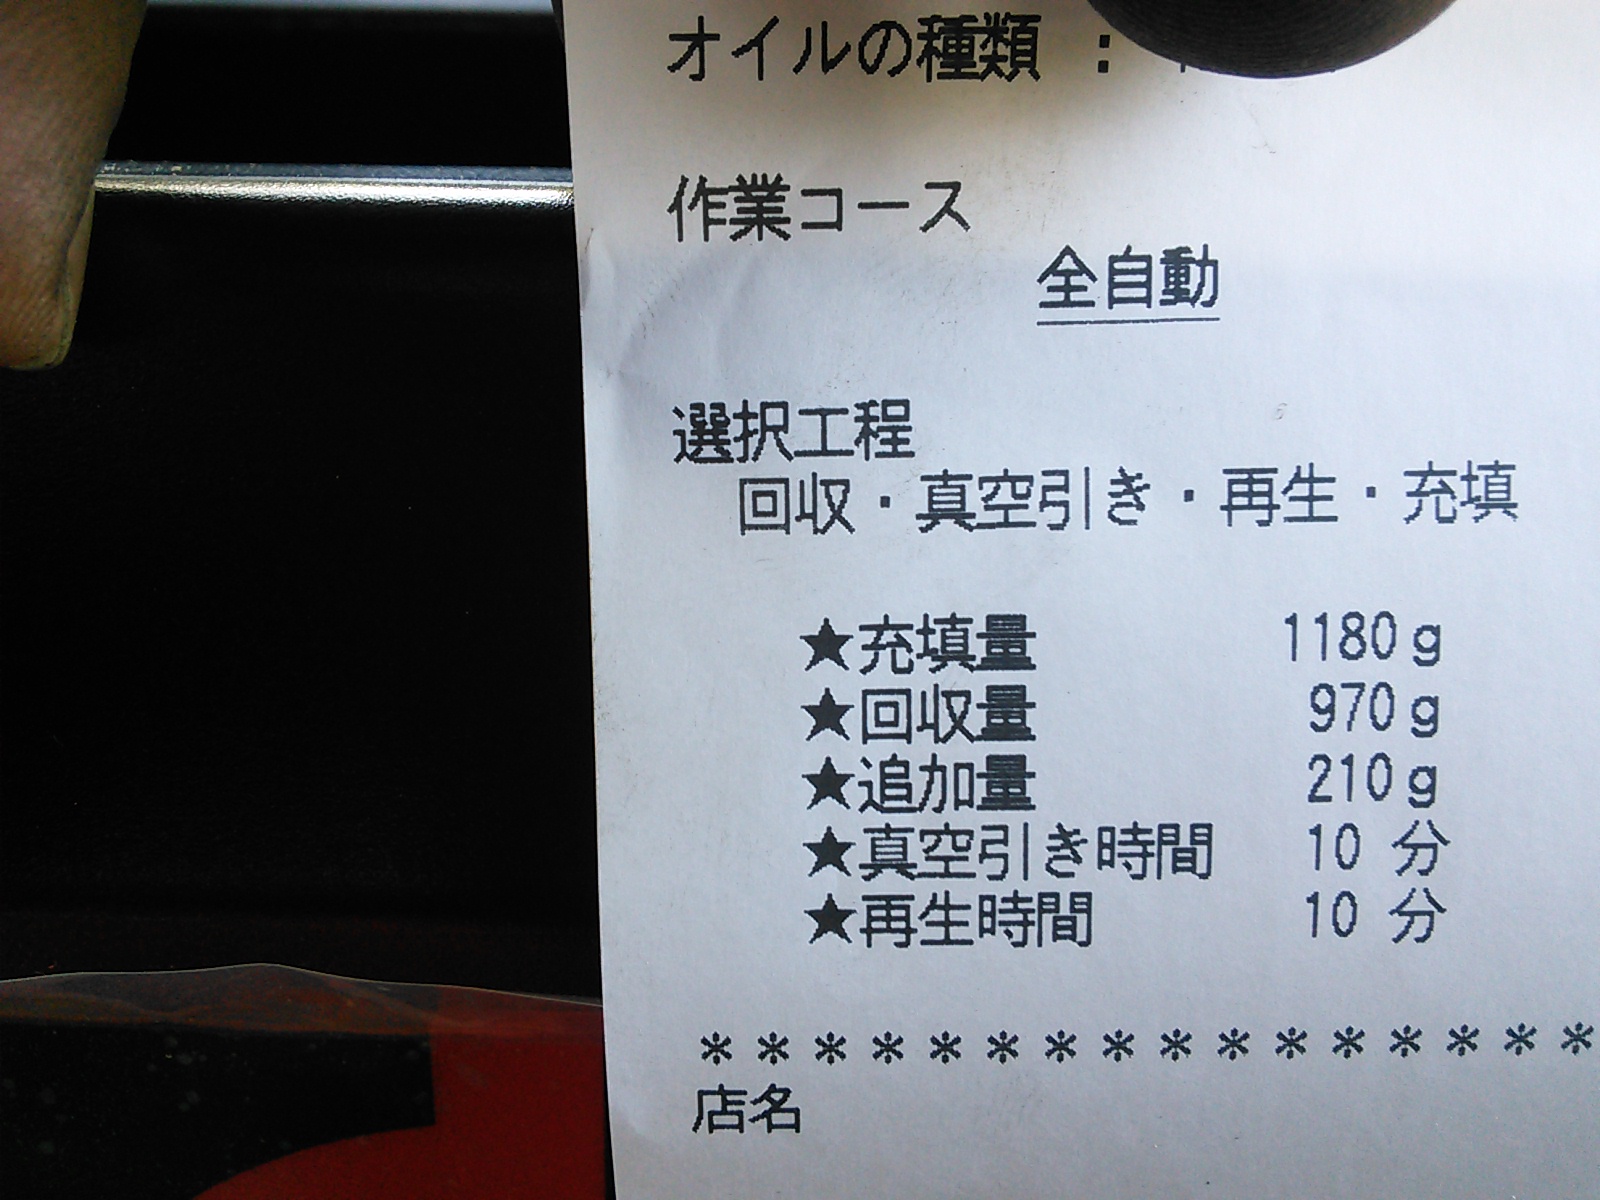 オイルの種類 :
作業コース
全自動
選択工程
回収・真空引き・再生・充填
★充填量 1180g
★回収量 970g
★追加量 210g
★真空引き時間 10 分
★再生時間 10 分
****************
店名